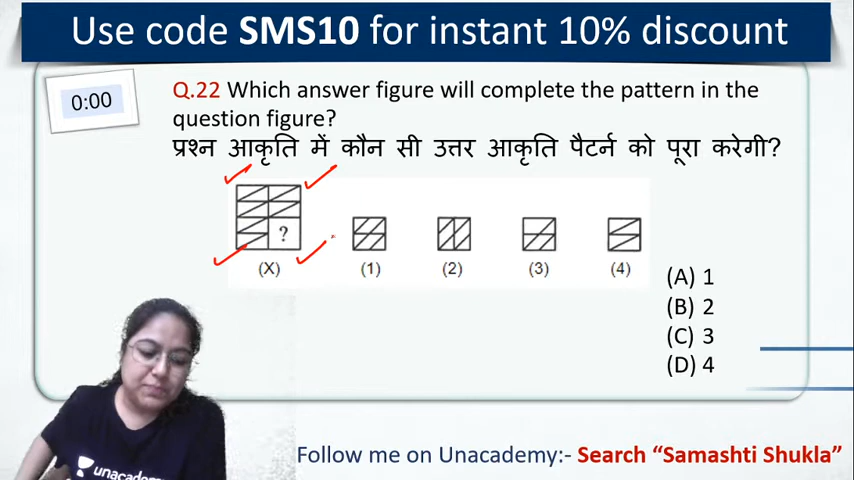 Use code SMS10 for instant 10% discount
0:00
Q.22 Which answer figure will complete the pattern in the
question figure?
प्रश्न आकृति में कौन सी उत्तर आकृति पैटर्न को पूरा करेगी?
?
(X) (1) (2) (3) (4)
(A) 1
(B) 2
(C) 3
(D) 4
unacademy
Follow me on Unacademy:- Search “Samashti Shukla”